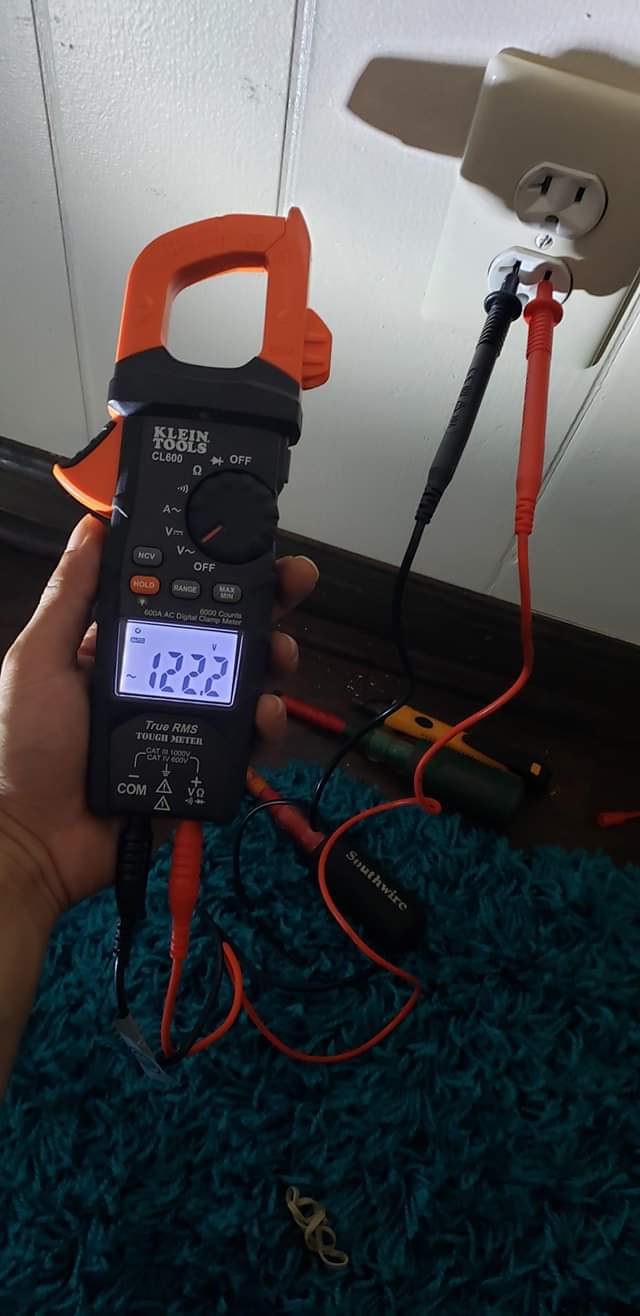 KLEIN
TOOLS
CL600
OFF
Ω
A~
V⎓
V~
OFF
NCV
HOLD
RANGE
MAX
MIN
6000 Counts
600A AC Digital Clamp Meter
AUTO
V
~
122.2
True RMS
TOUGH METER
CAT III 1000V
CAT IV 600V
COM
− +
VΩ
Southwire